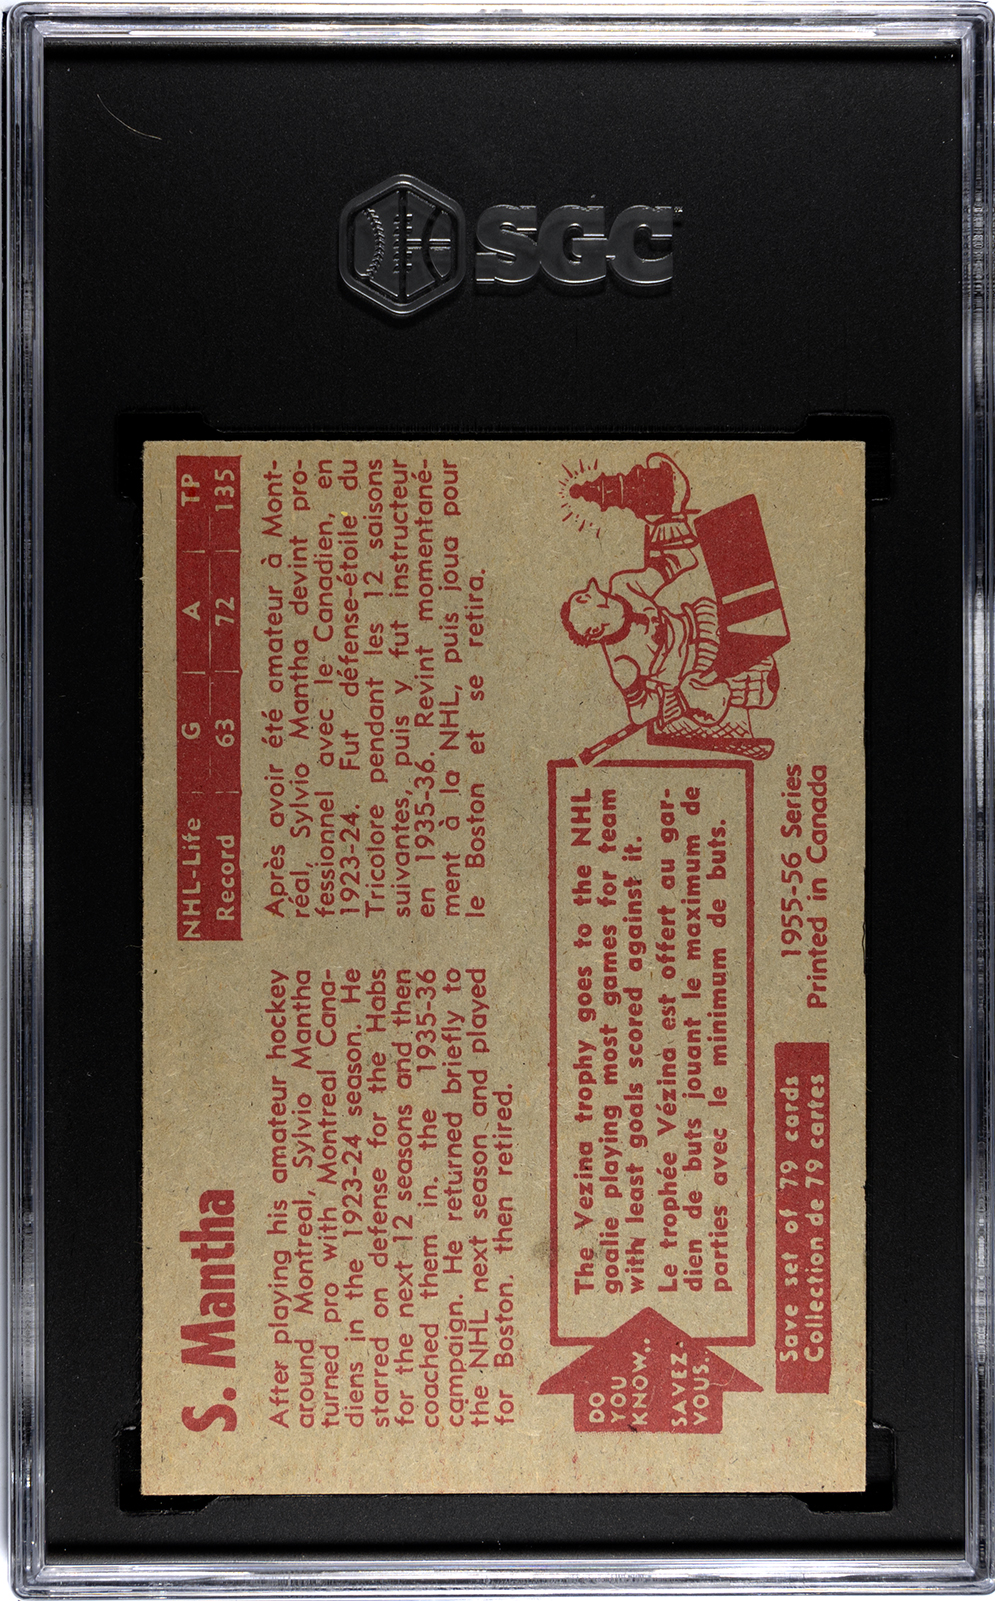 SGC
S. Mantha
After playing his amateur hockey
around Montreal, Sylvio Mantha
turned pro with Montreal Cana-
diens in the 1923-24 season. He
starred on defense for the Habs
for the next 12 seasons and then
coached them in the 1935-36
campaign. He returned briefly to
the NHL next season and played
for Boston, then retired.
NHL-Life G A TP
Record 63 72 135
Après avoir été amateur à Mont-
réal, Sylvio Mantha devint pro-
fessionnel avec le Canadien, en
1923-24. Fut défense-étoile du
Tricolore pendant les 12 saisons
suivantes, puis y fut instructeur
en 1935-36. Revint momentané-
ment à la NHL, puis joua pour
le Boston et se retira.
DO
YOU
KNOW...
SAVEZ-
VOUS..
The Vezina trophy goes to the NHL
goalie playing most games for team
with least goals scored against it.
Le trophée Vézina est offert au gar-
dien de buts jouant le maximum de
parties avec le minimum de buts.
Save set of 79 cards
Collection de 79 cartes
1955-56 Series
Printed in Canada